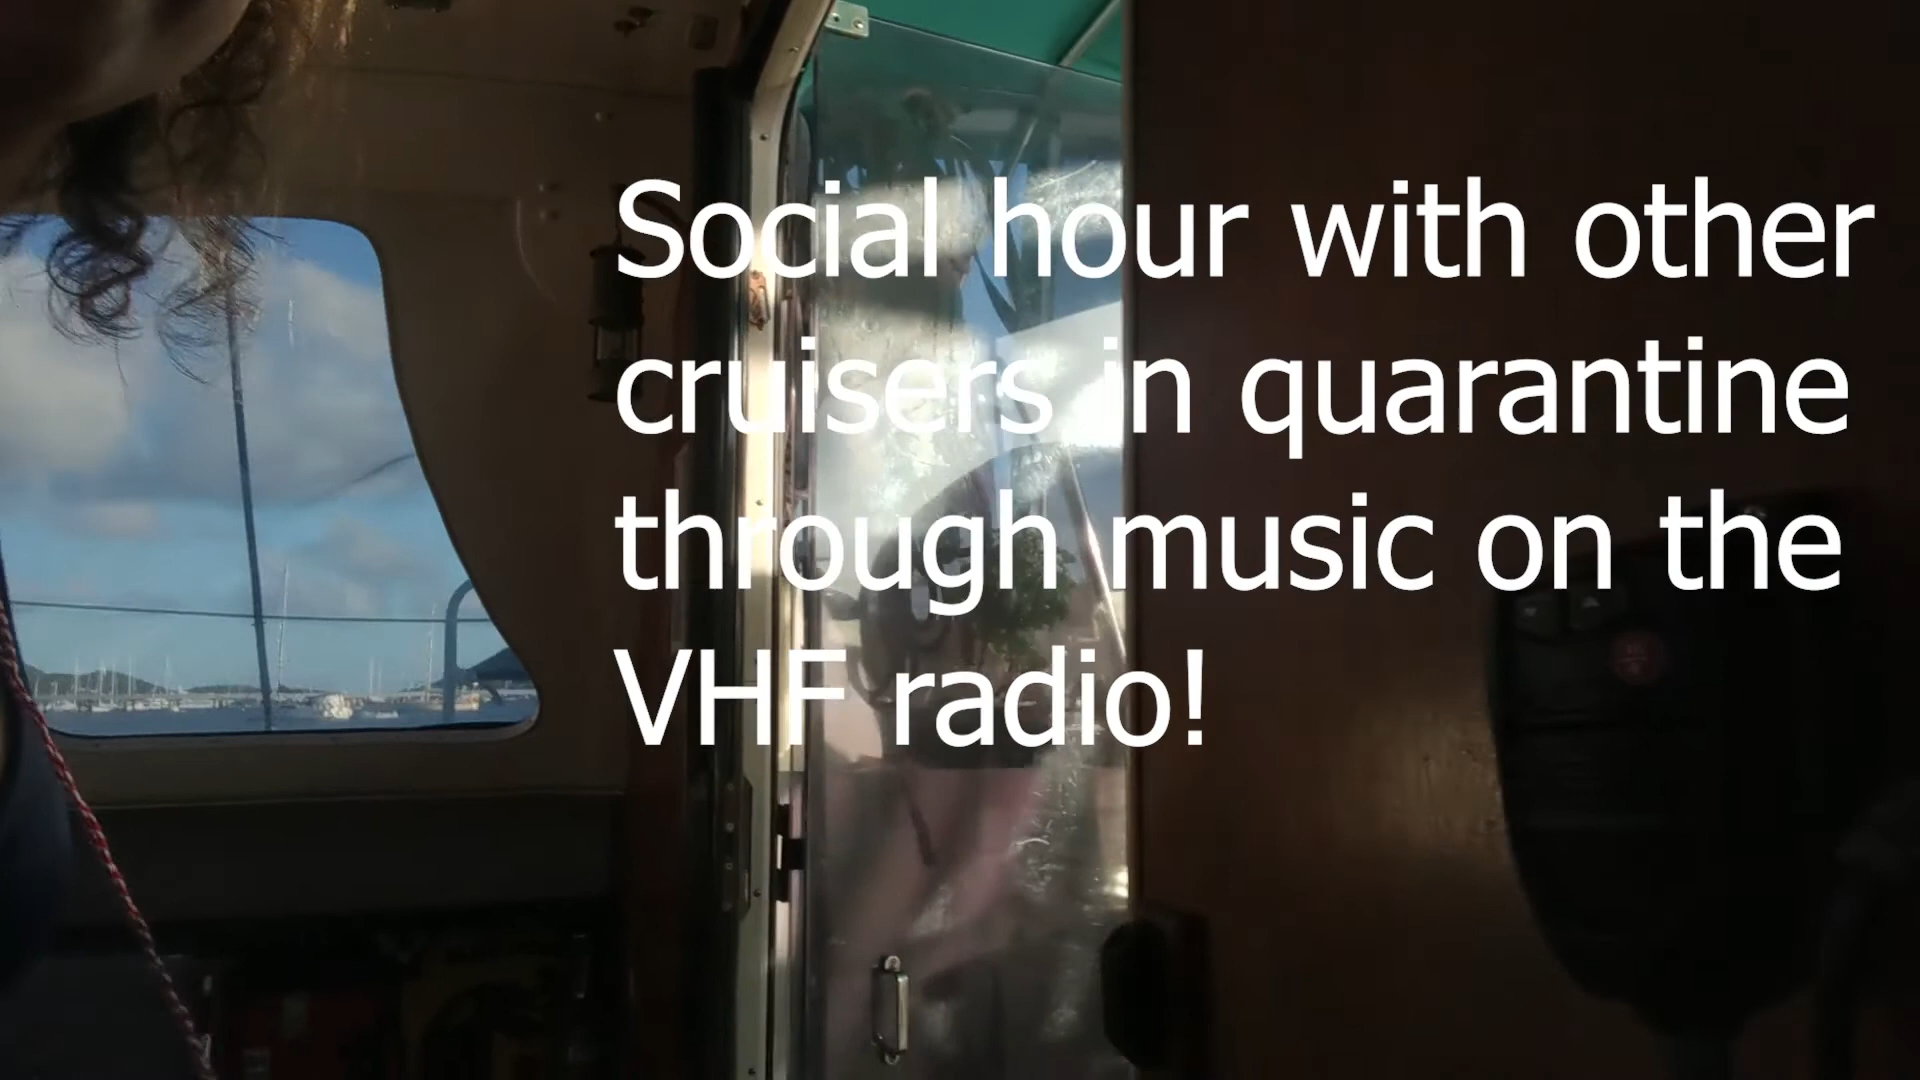 Social hour with other
cruisers in quarantine
through music on the
VHF radio!